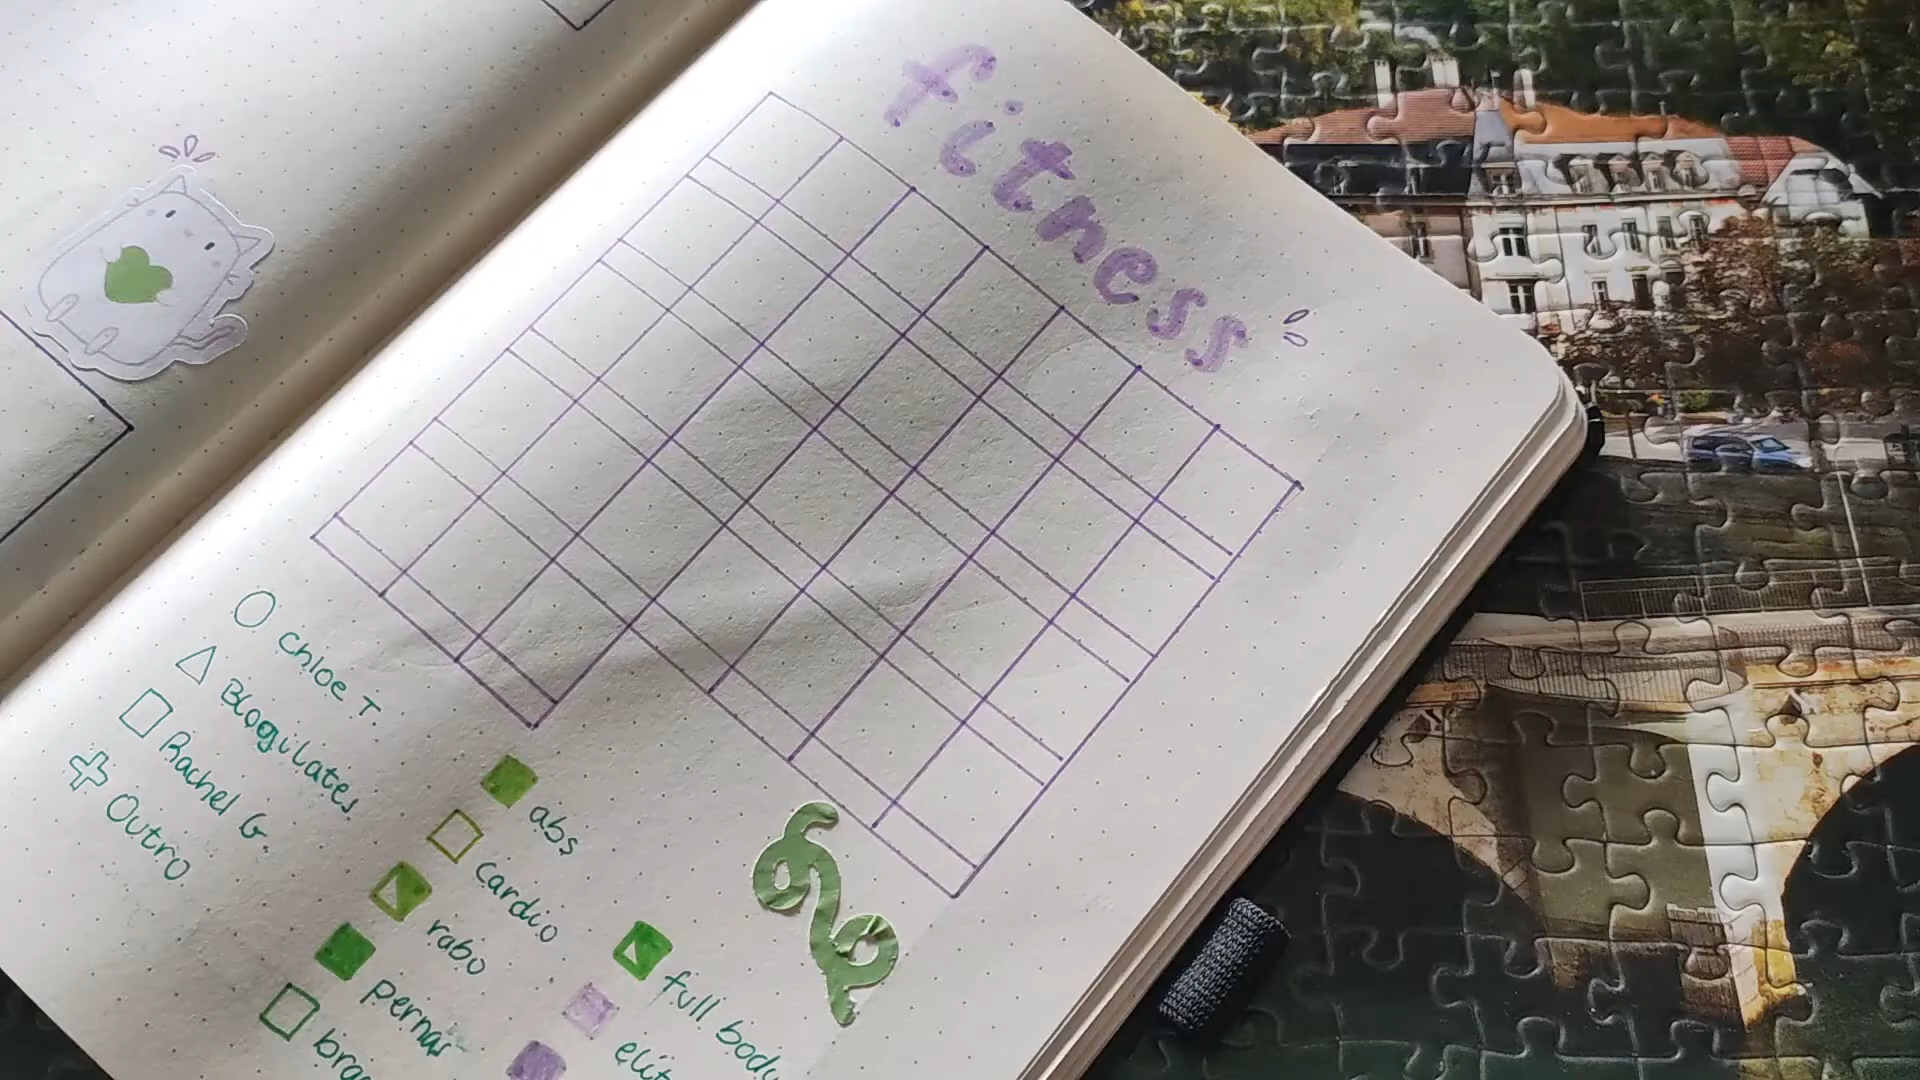 fitness
Chloe T.
Blogilates
Rachel G.
Outro
abs
cardio
rabo
pernas
full body